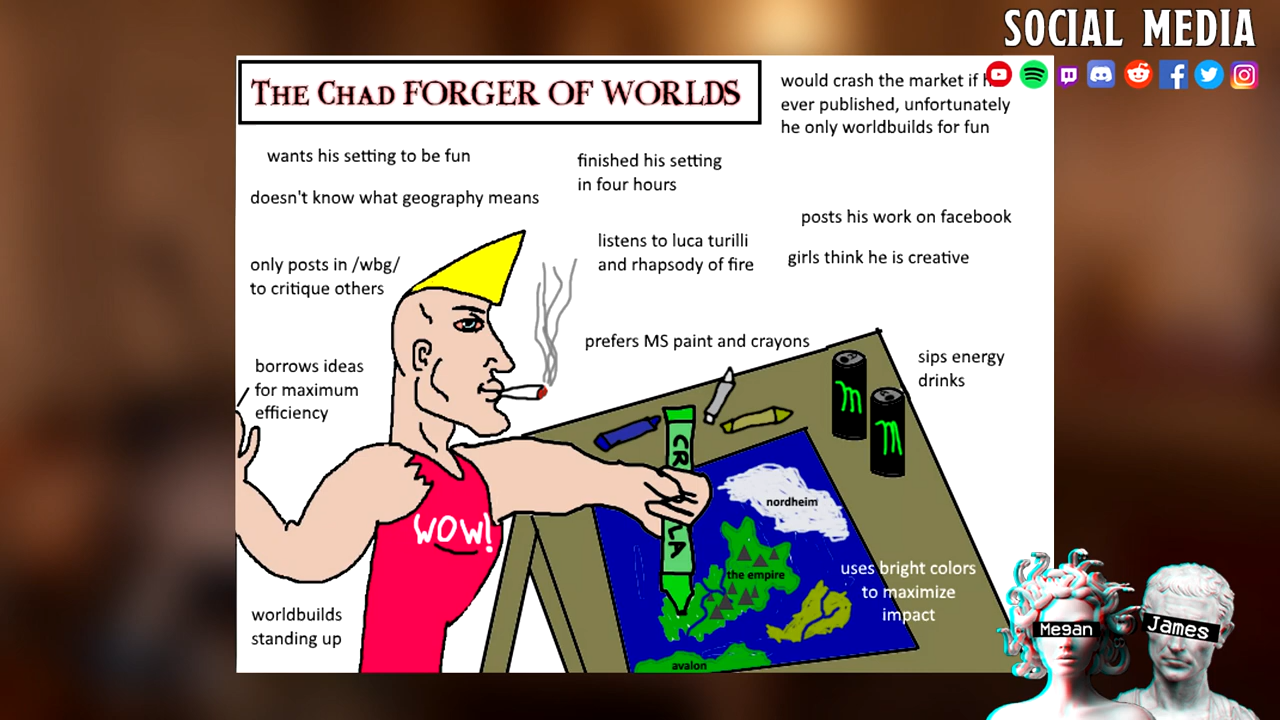 SOCIAL MEDIA
The Chad FORGER OF WORLDS
would crash the market if
ever published, unfortunately
he only worldbuilds for fun
wants his setting to be fun
finished his setting
in four hours
doesn't know what geography means
posts his work on facebook
listens to luca turilli
and rhapsody of fire
girls think he is creative
only posts in /wbg/
to critique others
prefers MS paint and crayons
sips energy
drinks
borrows ideas
for maximum
efficiency
CR
LA
nordheim
WOW!
the empire
uses bright colors
to maximize
impact
worldbuilds
standing up
avalon
Megan
James